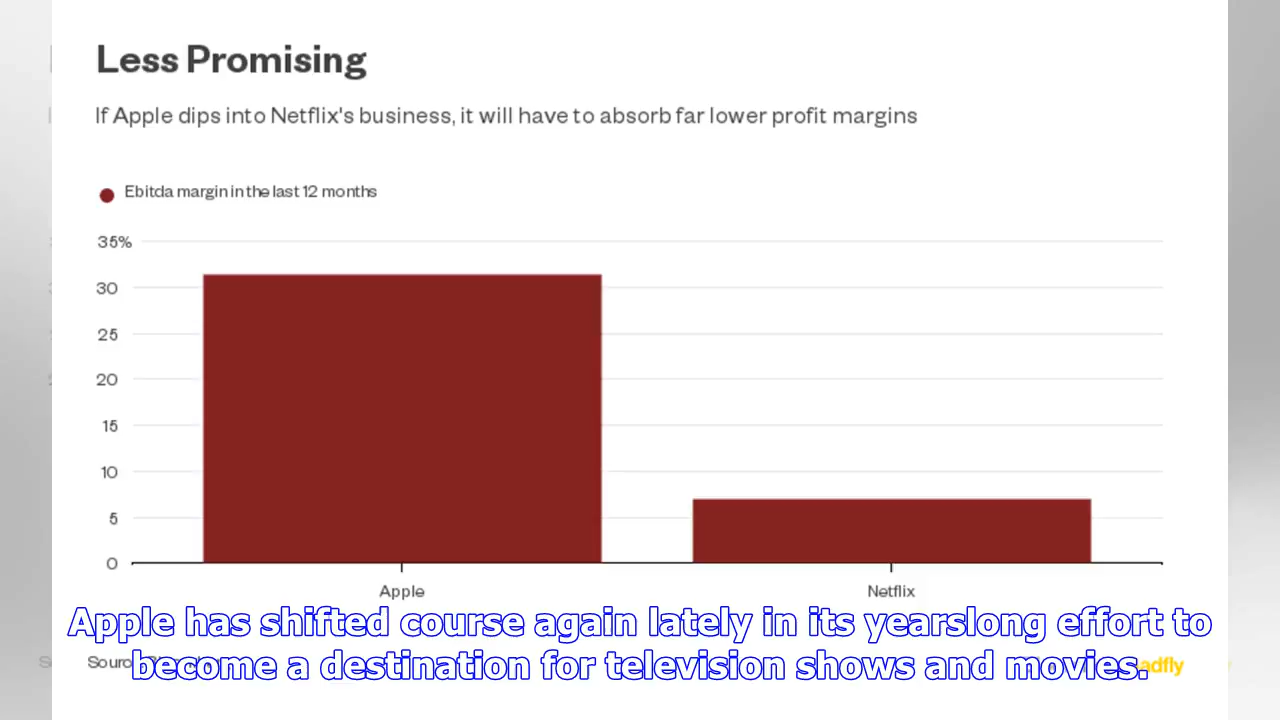 Less Promising
If Apple dips into Netflix's business, it will have to absorb far lower profit margins
Ebitda margin in the last 12 months
35%
30
25
20
15
10
5
0
Apple
Netflix
Apple has shifted course again lately in its yearslong effort to
become a destination for television shows and movies.